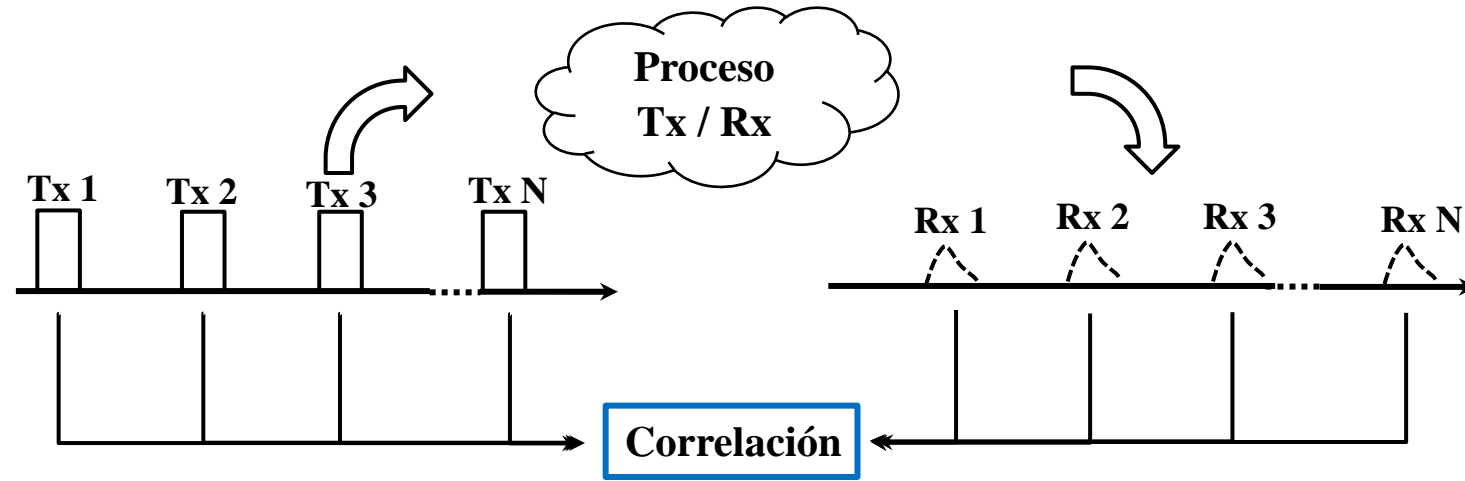 Proceso
Tx / Rx
Tx 1 Tx 2 Tx 3 Tx N
Rx 1 Rx 2 Rx 3 Rx N
Correlación